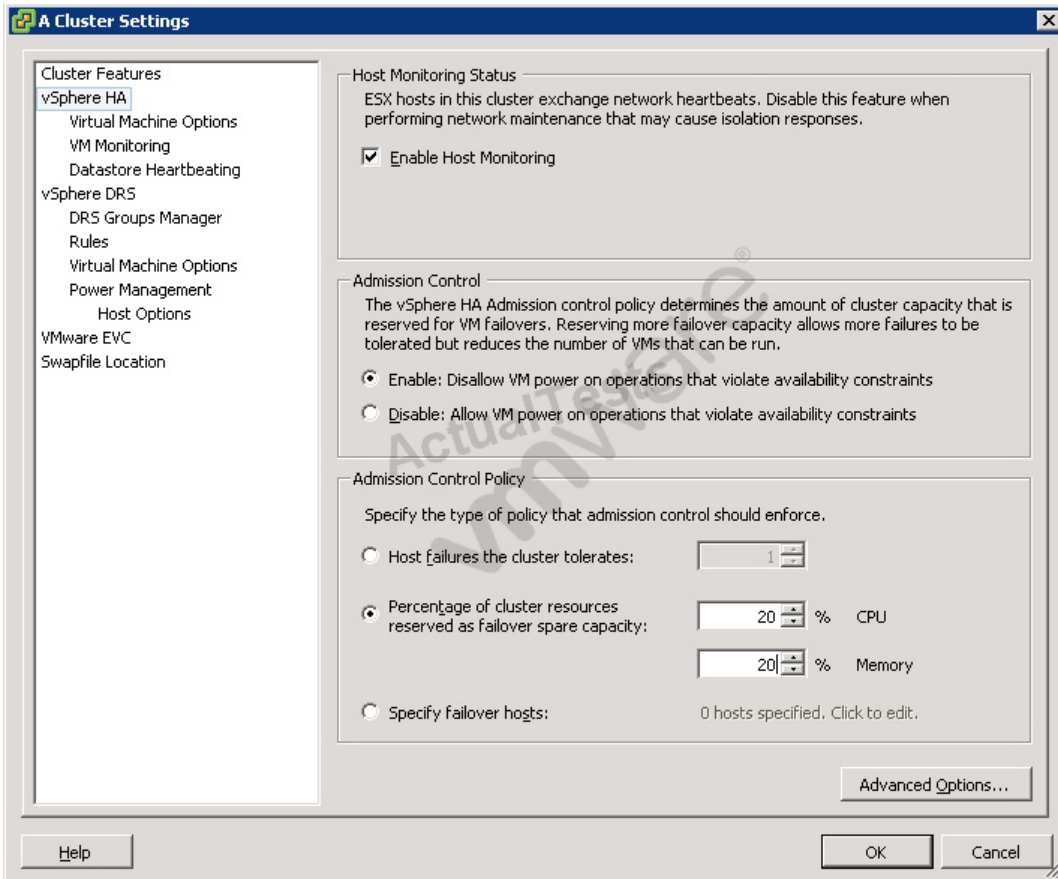 A Cluster Settings
Cluster Features
vSphere HA
Virtual Machine Options
VM Monitoring
Datastore Heartbeating
vSphere DRS
DRS Groups Manager
Rules
Virtual Machine Options
Power Management
Host Options
VMware EVC
Swapfile Location
Host Monitoring Status
ESX hosts in this cluster exchange network heartbeats. Disable this feature when
performing network maintenance that may cause isolation responses.
Enable Host Monitoring
Admission Control
The vSphere HA Admission control policy determines the amount of cluster capacity that is
reserved for VM failovers. Reserving more failover capacity allows more failures to be
tolerated but reduces the number of VMs that can be run.
Enable: Disallow VM power on operations that violate availability constraints
Disable: Allow VM power on operations that violate availability constraints
ActualTests
vmware®
Admission Control Policy
Specify the type of policy that admission control should enforce.
Host failures the cluster tolerates: 1
Percentage of cluster resources
reserved as failover spare capacity:
20 % CPU
20 % Memory
Specify failover hosts: 0 hosts specified. Click to edit.
Advanced Options...
Help
OK
Cancel